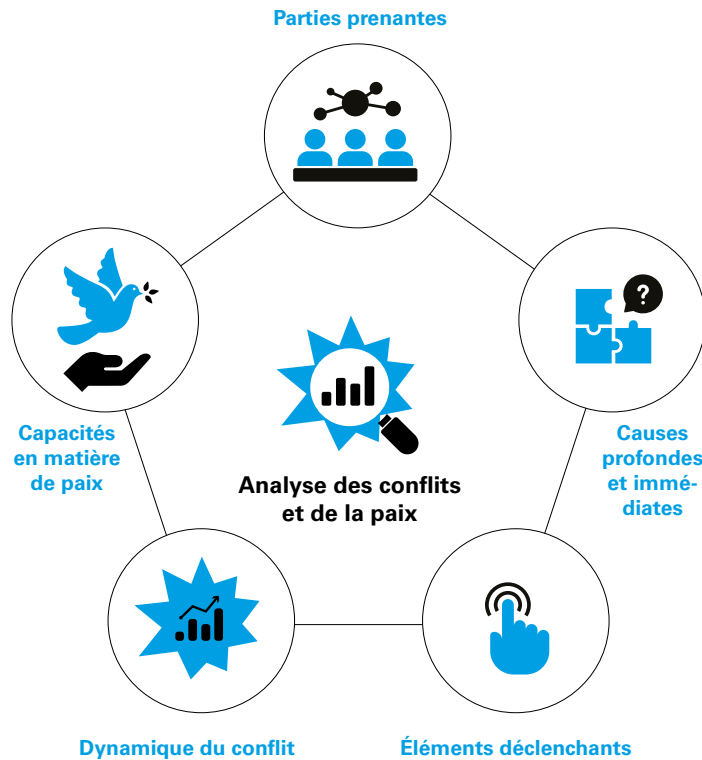 Parties prenantes
?
Capacités
en matière
de paix
Causes
profondes
et immé-
diates
Analyse des conflits
et de la paix
Dynamique du conflit
Éléments déclenchants